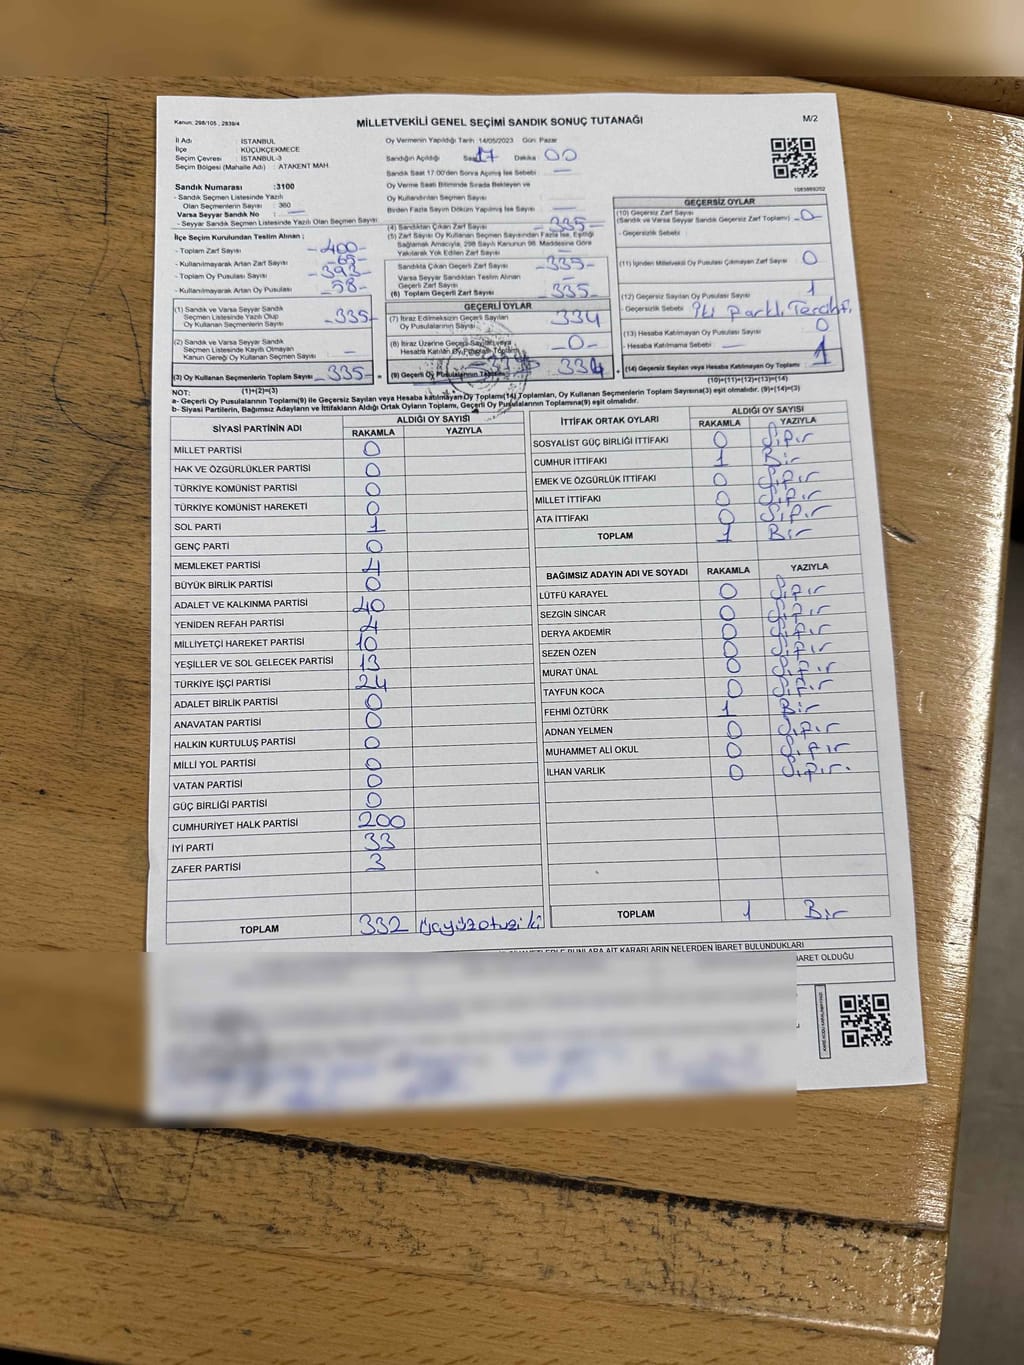 Kanun: 298/105 , 2839/4
MİLLETVEKİLİ GENEL SEÇİMİ SANDIK SONUÇ TUTANAĞI
M/2
İl Adı : İSTANBUL
İlçe KÜÇÜKÇEKMECE
Seçim Çevresi : İSTANBUL-3
Seçim Bölgesi (Mahalle Adı) : ATAKENT MAH.
Sandık Numarası :3100
- Sandık Seçmen Listesinde Yazılı
Olan Seçmenlerin Sayısı : 360
Varsa Seyyar Sandık No —
- Seyyar Seçmen Listesinde Yazılı Olan Seçmen Sayısı
İlçe Seçim Kurulundan Teslim Alınan ;
- Toplam Zarf Sayısı -400-
- Kullanılmayarak Artan Zarf Sayısı -65-
- Toplam Oy Pusulası Sayısı -393-
- Kullanılmayarak Artan Oy Pusulası -58-
(1) Sandık ve Varsa Seyyar Sandık
Seçmen Listesinde Yazılı Olup
Oy Kullanan Seçmenlerin Sayısı -335-
(2) Sandık ve Varsa Seyyar Sandık
Seçmen Listesinde Kayıtlı Olmayan
Kanun Gereği Oy Kullanan Seçmen Sayısı —
(3) Oy Kullanan Seçmenlerin Toplam Sayısı -335-
(1)+(2)=(3)
Oy Vermenin Yapıldığı Tarih :14/05/2023 Gün: Pazar
Sandığın Açıldığı Saat 17 Dakika 00
Sandık Saat 17:00'den Sonra Açılmış İse Sebebi —
Oy Verme Saati Bitiminde Sırada Bekleyen ve
Oy Kullandırılan Seçmen Sayısı —
Birden Fazla Sayım Döküm Yapılmış İse Sayısı —
(4) Sandıktan Çıkan Zarf Sayısı -335-
(5) Zarf Sayısı Oy Kullanan Seçmen Sayısından Fazla İse, Eşitliği
Sağlamak Amacıyla, 298 Sayılı Kanunun 98. Maddesine Göre
Yakılarak Yok Edilen Zarf Sayısı —
Sandıkta Çıkan Geçerli Zarf Sayısı -335-
Varsa Seyyar Sandıktan Teslim Alınan
Geçerli Zarf Sayısı —
(6) Toplam Geçerli Zarf Sayısı -335-
GEÇERLİ OYLAR
(7) İtiraz Edilmeksizin Geçerli Sayılan
Oy Pusulalarının Sayısı 334
(8) İtiraz Üzerine Geçerli Sayılan veya
Hesaba Katılan Oy Pusulası Toplamı -0-
(9) Geçerli Oy Pusulalarının Toplamı 334
1083869202
GEÇERSİZ OYLAR
(10) Geçersiz Zarf Sayısı
(Sandık ve Varsa Seyyar Sandık Geçersiz Zarf Toplamı) -0-
- Geçersizlik Sebebi
(11) İçinden Milletvekili Oy Pusulası Çıkmayan Zarf Sayısı 0
(12) Geçersiz Sayılan Oy Pusulası Sayısı 1
- Geçersizlik Sebebi İki Partili Tercihi
(13) Hesaba Katılmayan Oy Pusulası Sayısı 0
- Hesaba Katılmama Sebebi —
(14) Geçersiz Sayılan veya Hesaba Katılmayan Oy Toplamı 1
(10)+(11)+(12)+(13)=(14)
NOT:
a- Geçerli Oy Pusulalarının Toplamı(9) ile Geçersiz Sayılan veya Hesaba katılmayan Oy Toplamı(14) Toplamları, Oy Kullanan Seçmenlerin Toplam Sayısına(3) eşit olmalıdır. (9)+(14)=(3)
b- Siyasi Partilerin, Bağımsız Adayların ve İttifakların Aldığı Ortak Oyların Toplamı, Geçerli Oy Pusulalarının Toplamına(9) eşit olmalıdır.
SİYASİ PARTİNİN ADI ALDIĞI OY SAYISI
RAKAMLA YAZIYLA
MİLLET PARTİSİ 0
HAK VE ÖZGÜRLÜKLER PARTİSİ 0
TÜRKİYE KOMÜNİST PARTİSİ 0
TÜRKİYE KOMÜNİST HAREKETİ 0
SOL PARTİ 1
GENÇ PARTİ 0
MEMLEKET PARTİSİ 4
BÜYÜK BİRLİK PARTİSİ 0
ADALET VE KALKINMA PARTİSİ 40
YENİDEN REFAH PARTİSİ 4
MİLLİYETÇİ HAREKET PARTİSİ 10
YEŞİLLER VE SOL GELECEK PARTİSİ 13
TÜRKİYE İŞÇİ PARTİSİ 24
ADALET BİRLİK PARTİSİ 0
ANAVATAN PARTİSİ 0
HALKIN KURTULUŞ PARTİSİ 0
MİLLİ YOL PARTİSİ 0
VATAN PARTİSİ 0
GÜÇ BİRLİĞİ PARTİSİ 0
CUMHURİYET HALK PARTİSİ 200
İYİ PARTİ 33
ZAFER PARTİSİ 3
TOPLAM 332 Üçyüzotuziki
İTTİFAK ORTAK OYLARI ALDIĞI OY SAYISI
RAKAMLA YAZIYLA
SOSYALİST GÜÇ BİRLİĞİ İTTİFAKI 0 Sıfır
CUMHUR İTTİFAKI 1 Bir
EMEK VE ÖZGÜRLÜK İTTİFAKI 0 Sıfır
MİLLET İTTİFAKI 0 Sıfır
ATA İTTİFAKI 0 Sıfır
TOPLAM 1 Bir
BAĞIMSIZ ADAYIN ADI VE SOYADI RAKAMLA YAZIYLA
LÜTFÜ KARAYEL 0 Sıfır
SEZGİN SİNCAR 0 Sıfır
DERYA AKDEMİR 0 Sıfır
SEZEN ÖZEN 0 Sıfır
MURAT ÜNAL 0 Sıfır
TAYFUN KOCA 0 Sıfır
FEHMİ ÖZTÜRK 1 Bir
ADNAN YELMEN 0 Sıfır
MUHAMMET ALİ OKUL 0 Sıfır
İLHAN VARLIK 0 Sıfır.
TOPLAM 1 Bir
BUNLARA AİT KARARLARIN NELERDEN İBARET BULUNDUKLARI
OLDUĞU